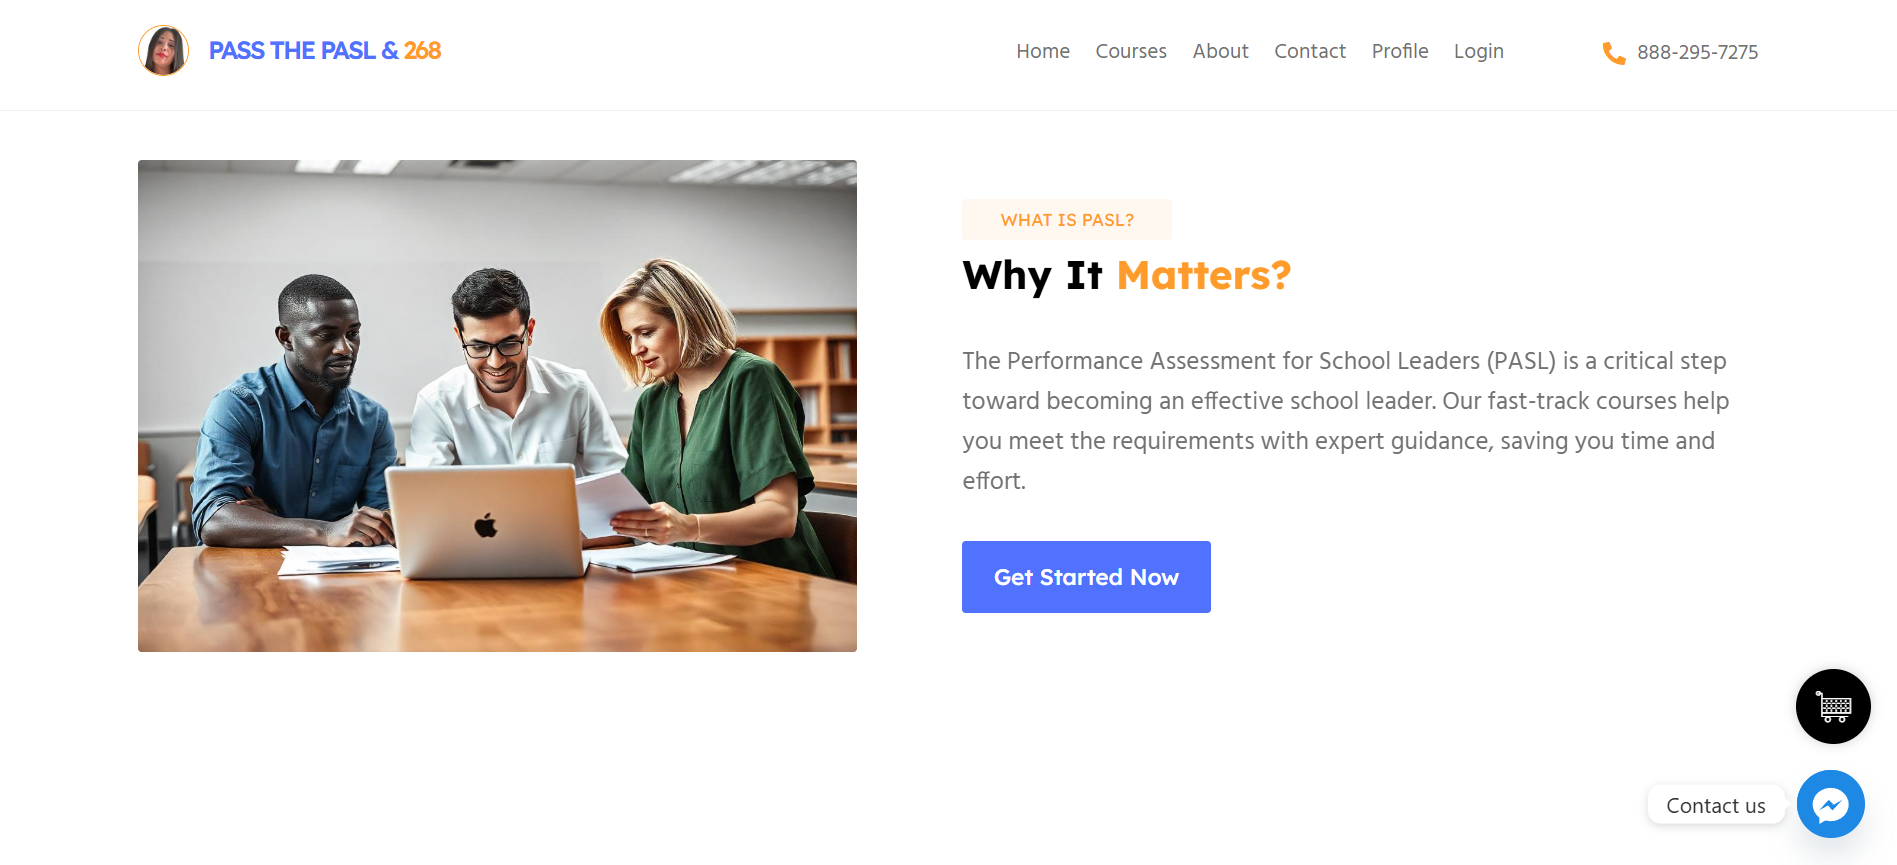 PASS THE PASL & 268
Home Courses About Contact Profile Login
888-295-7275
WHAT IS PASL?
Why It Matters?
The Performance Assessment for School Leaders (PASL) is a critical step
toward becoming an effective school leader. Our fast-track courses help
you meet the requirements with expert guidance, saving you time and
effort.
Get Started Now
Contact us